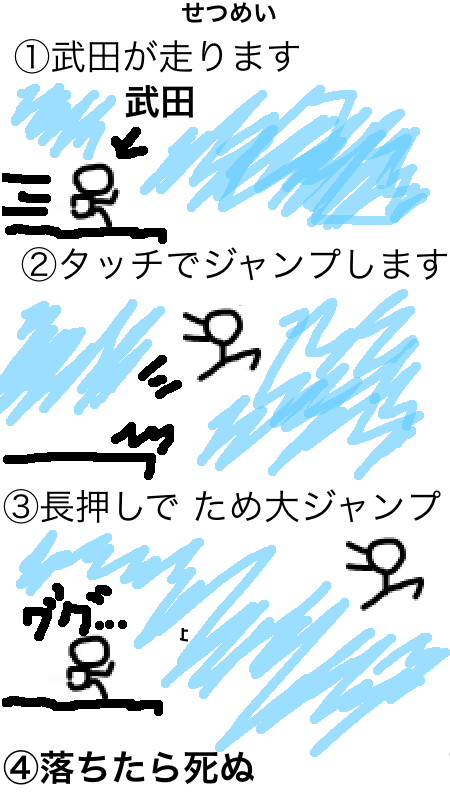 せつめい
①武田が走ります
武田
②タッチでジャンプします
③長押しで ため大ジャンプ
ググ…
④落ちたら死ぬ